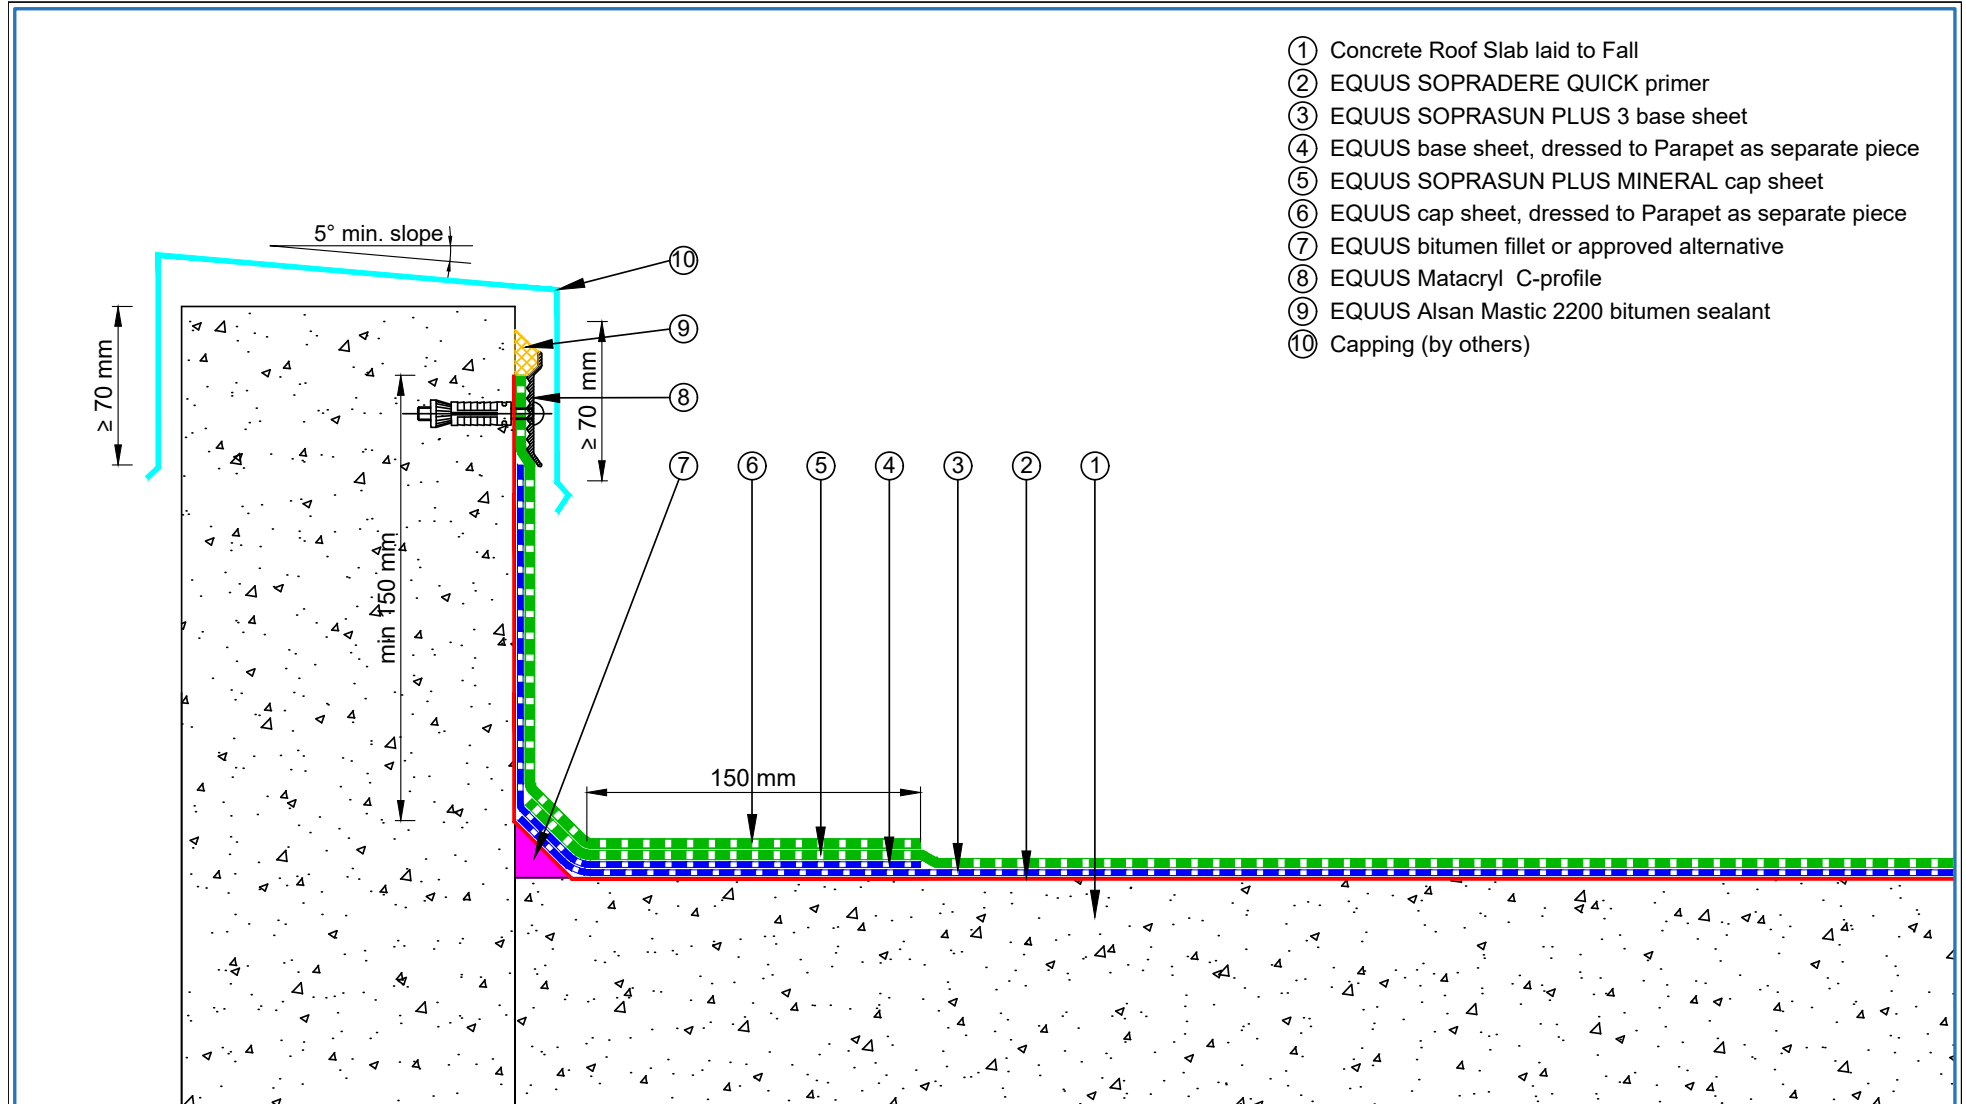 ① Concrete Roof Slab laid to Fall
② EQUUS SOPRADERE QUICK primer
③ EQUUS SOPRASUN PLUS 3 base sheet
④ EQUUS base sheet, dressed to Parapet as separate piece
⑤ EQUUS SOPRASUN PLUS MINERAL cap sheet
⑥ EQUUS cap sheet, dressed to Parapet as separate piece
⑦ EQUUS bitumen fillet or approved alternative
⑧ EQUUS Matacryl C-profile
⑨ EQUUS Alsan Mastic 2200 bitumen sealant
⑩ Capping (by others)
5° min. slope
⑩
⑨
≥ 70 mm
≥ 70 mm
⑧
⑦ ⑥ ⑤ ④ ③ ② ①
min 150 mm
150 mm